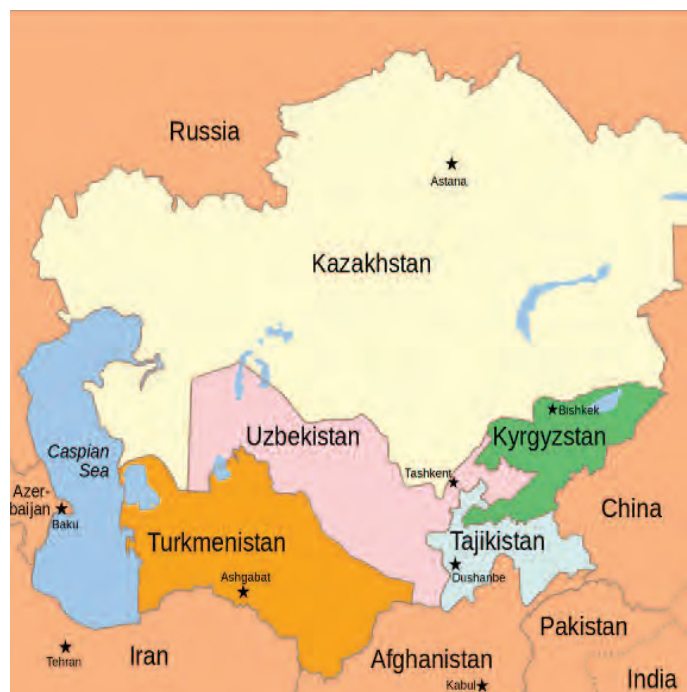 Russia
Astana
Kazakhstan
Bishkek
Uzbekistan
Kyrgyzstan
Caspian
Sea
Tashkent
Azer-
baijan
Baku
China
Turkmenistan
Tajikistan
Ashgabat
Dushanbe
Pakistan
Tehran
Iran
Afghanistan
Kabul
India